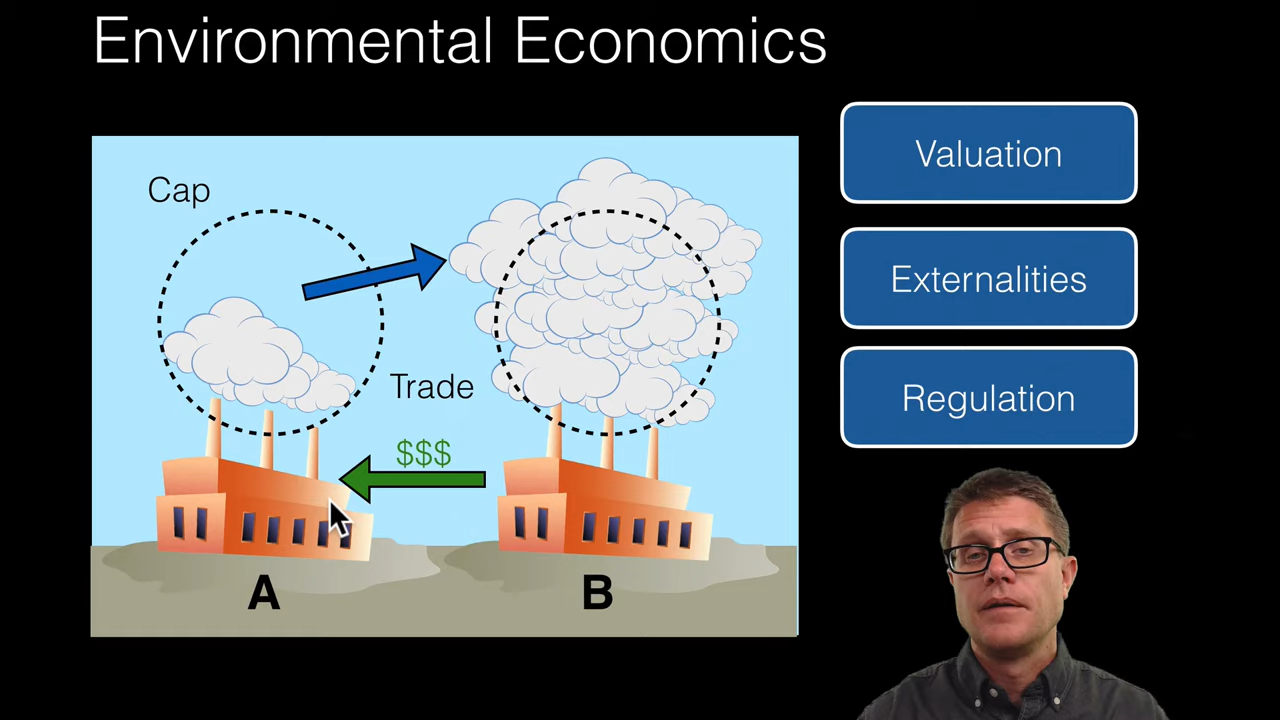 Environmental Economics
Cap
Trade
$$$
A
B
Valuation
Externalities
Regulation